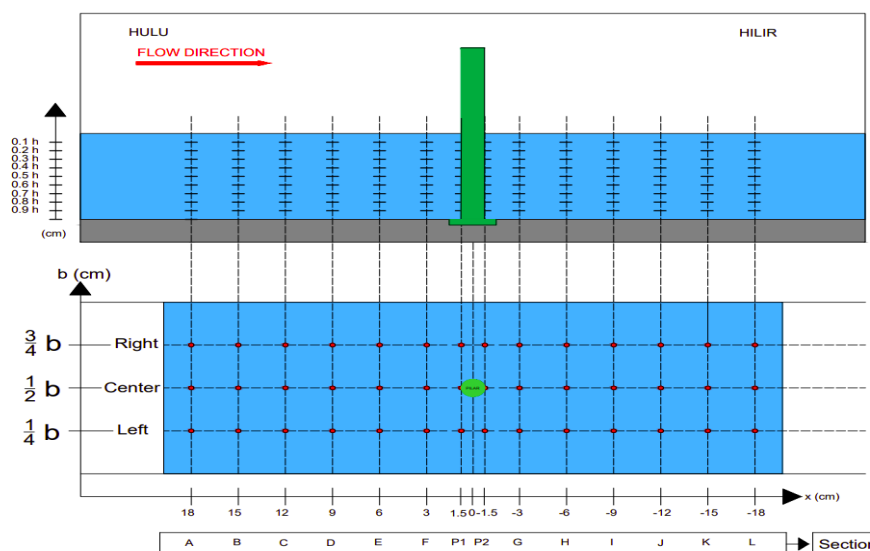 HULU
HILIR
FLOW DIRECTION
0.1 h
0.2 h
0.3 h
0.4 h
0.5 h
0.6 h
0.7 h
0.8 h
0.9 h
(cm)
b (cm)
3/4 b Right
1/2 b Center
1/4 b Left
x (cm)
18 15 12 9 6 3 1.5 0 -1.5 -3 -6 -9 -12 -15 -18
A B C D E F P1 P2 G H I J K L Section